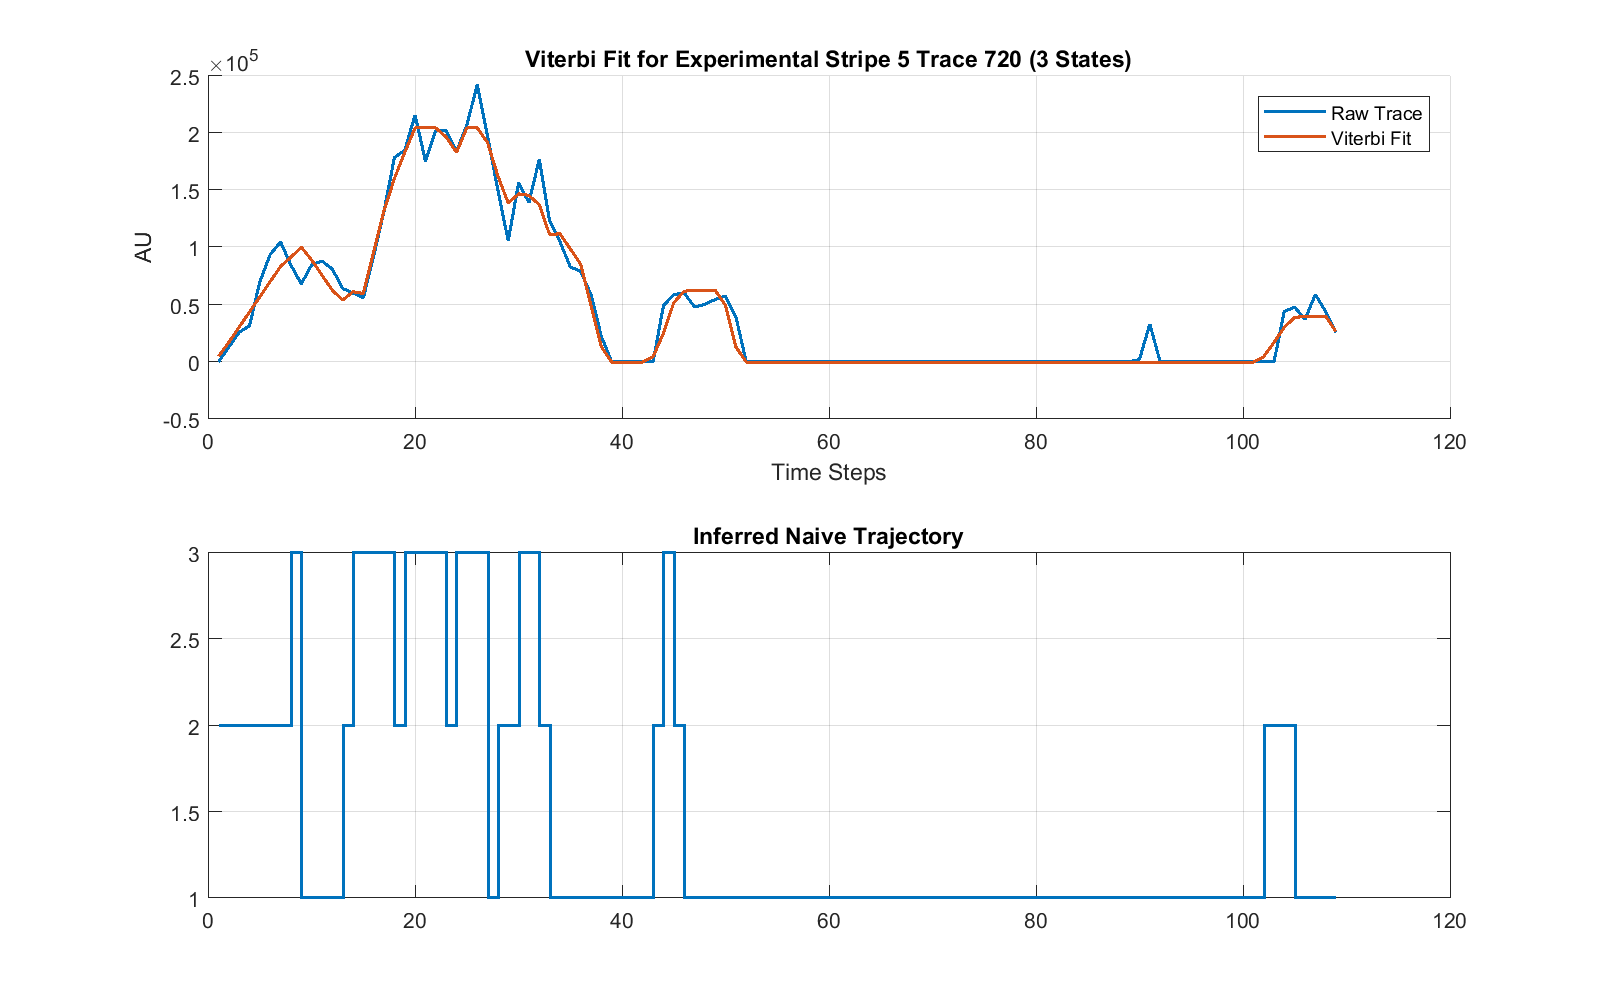 Viterbi Fit for Experimental Stripe 5 Trace 720 (3 States)
×10^5
2.5
2
1.5
1
0.5
0
-0.5
AU
Raw Trace
Viterbi Fit
0 20 40 60 80 100 120
Time Steps
Inferred Naive Trajectory
3
2.5
2
1.5
1
0 20 40 60 80 100 120